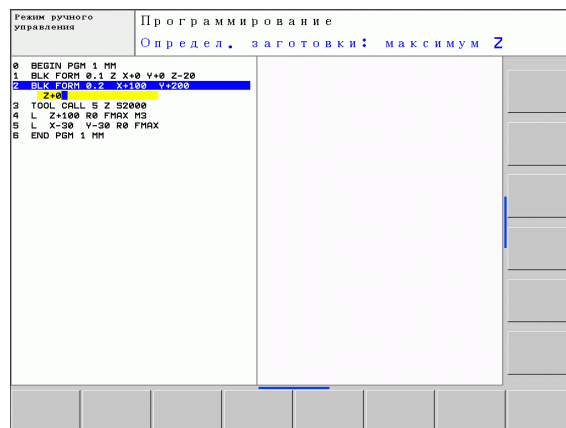 Режим ручного
управления
Программирование
Определ. заготовки: максимум Z
0 BEGIN PGM 1 MM
1 BLK FORM 0.1 Z X+0 Y+0 Z-20
2 BLK FORM 0.2 X+100 Y+200
Z+0
3 TOOL CALL 5 Z S2000
4 L Z+100 R0 FMAX M3
5 L X-30 Y-30 R0 FMAX
6 END PGM 1 MM